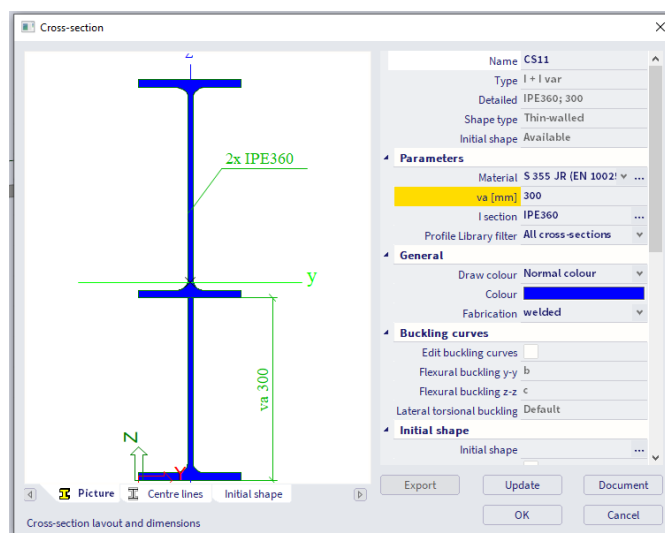 Cross-section
z
2x IPE360
y
va 300
Z
Y
Picture
Centre lines
Initial shape
Cross-section layout and dimensions
Name CS11
Type I + I var
Detailed IPE360; 300
Shape type Thin-walled
Initial shape Available
Parameters
Material S 355 JR (EN 1002!
va [mm] 300
I section IPE360
Profile Library filter All cross-sections
General
Draw colour Normal colour
Colour
Fabrication welded
Buckling curves
Edit buckling curves
Flexural buckling y-y b
Flexural buckling z-z c
Lateral torsional buckling Default
Initial shape
Initial shape ...
Export Update Document
OK Cancel